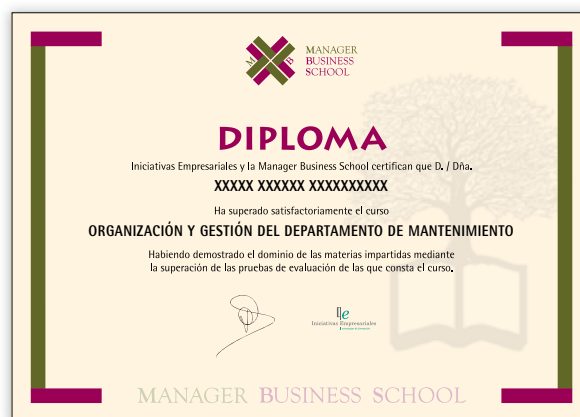 M B
MANAGER
BUSINESS
SCHOOL
DIPLOMA
Iniciativas Empresariales y la Manager Business School certifican que D. / Dña.
XXXXX XXXXXX XXXXXXXXXX
Ha superado satisfactoriamente el curso
ORGANIZACIÓN Y GESTIÓN DEL DEPARTAMENTO DE MANTENIMIENTO
Habiendo demostrado el dominio de las materias impartidas mediante
la superación de las pruebas de evaluación de las que consta el curso.
Iniciativas Empresariales
MANAGER BUSINESS SCHOOL